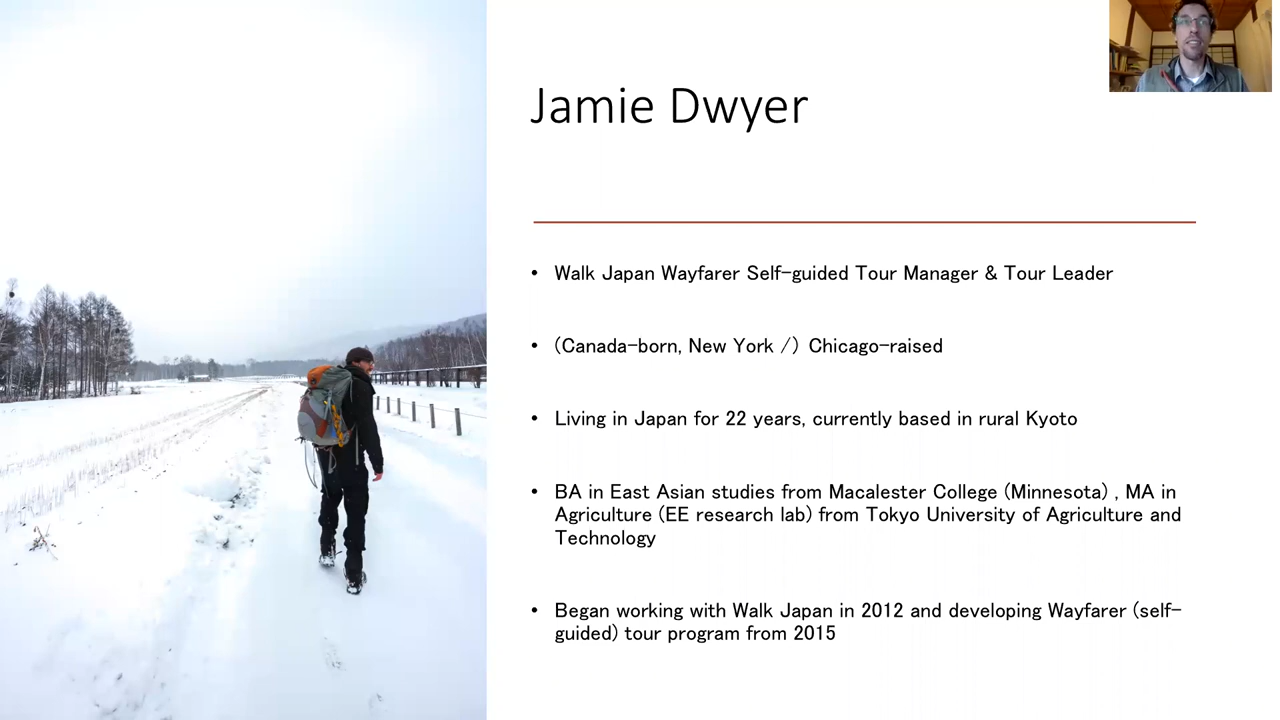 Jamie Dwyer
• Walk Japan Wayfarer Self-guided Tour Manager & Tour Leader
• (Canada-born, New York /) Chicago-raised
• Living in Japan for 22 years, currently based in rural Kyoto
• BA in East Asian studies from Macalester College (Minnesota) , MA in
Agriculture (EE research lab) from Tokyo University of Agriculture and
Technology
• Began working with Walk Japan in 2012 and developing Wayfarer (self-
guided) tour program from 2015